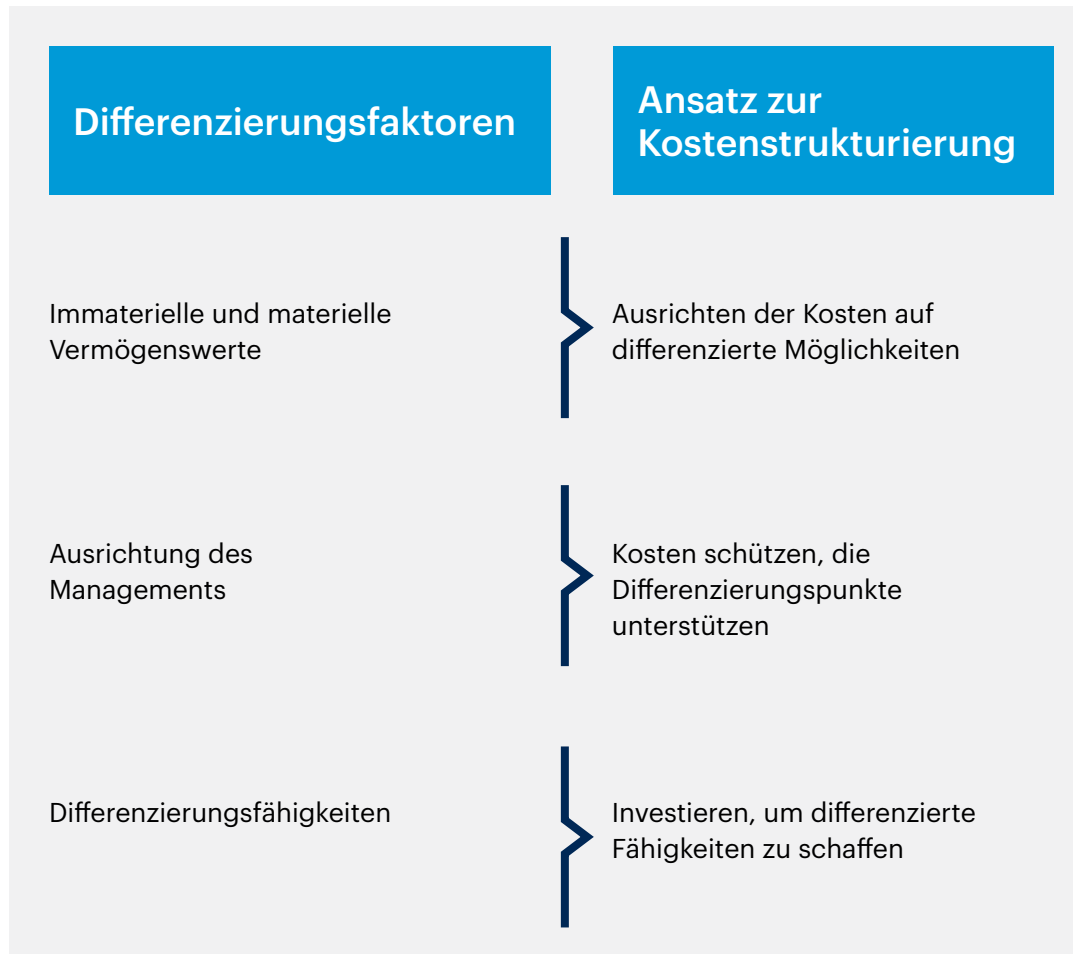 Differenzierungsfaktoren
Ansatz zur
Kostenstrukturierung
Immaterielle und materielle
Vermögenswerte
Ausrichten der Kosten auf
differenzierte Möglichkeiten
Ausrichtung des
Managements
Kosten schützen, die
Differenzierungspunkte
unterstützen
Differenzierungsfähigkeiten
Investieren, um differenzierte
Fähigkeiten zu schaffen